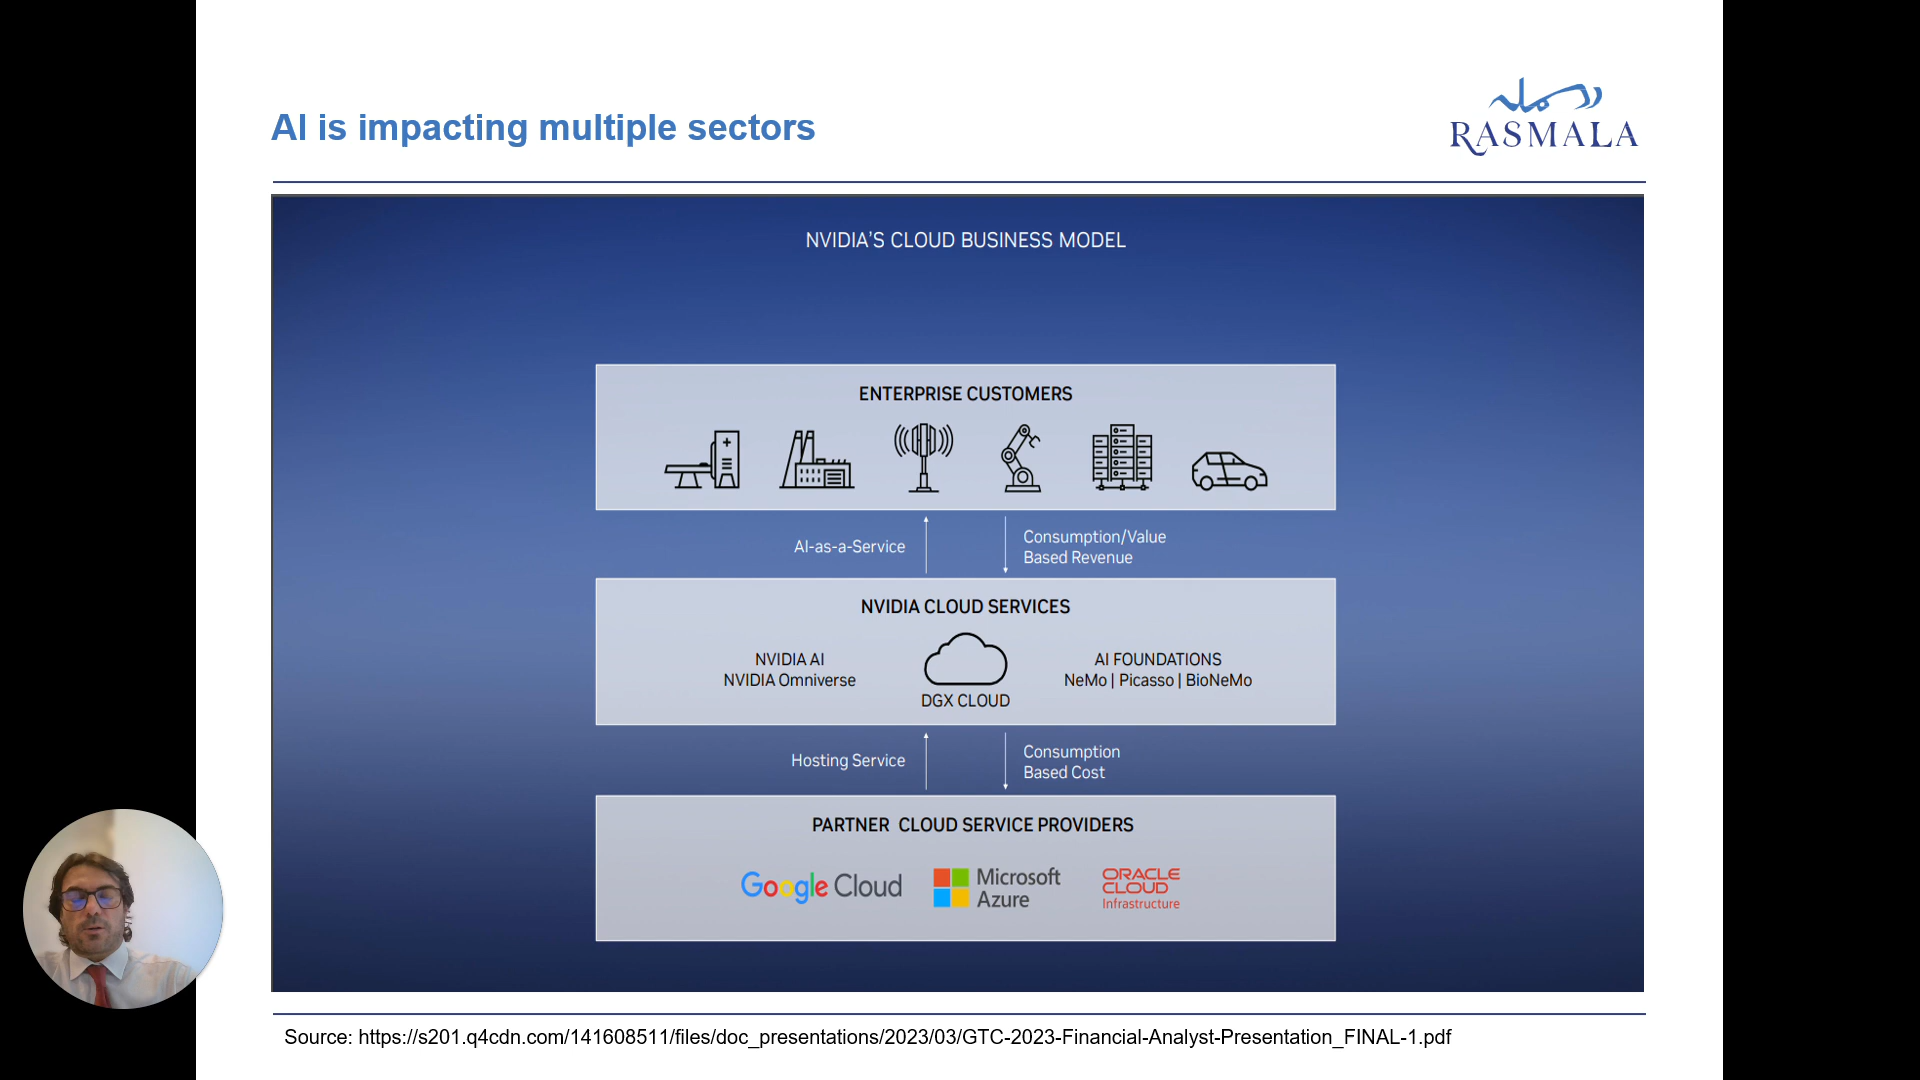 AI is impacting multiple sectors
رسملة
RASMALA
NVIDIA'S CLOUD BUSINESS MODEL
ENTERPRISE CUSTOMERS
AI-as-a-Service
Consumption/Value
Based Revenue
NVIDIA CLOUD SERVICES
NVIDIA AI
NVIDIA Omniverse
DGX CLOUD
AI FOUNDATIONS
NeMo | Picasso | BioNeMo
Hosting Service
Consumption
Based Cost
PARTNER CLOUD SERVICE PROVIDERS
Google Cloud
Microsoft
Azure
ORACLE
CLOUD
Infrastructure
Source: https://s201.q4cdn.com/141608511/files/doc_presentations/2023/03/GTC-2023-Financial-Analyst-Presentation_FINAL-1.pdf